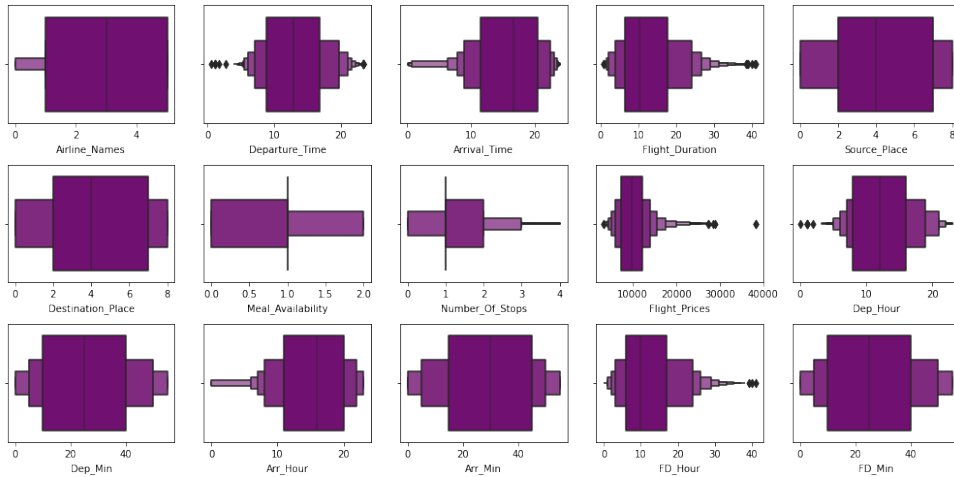 0 2 4
Airline_Names
0 10 20
Departure_Time
0 10 20
Arrival_Time
0 10 20 30 40
Flight_Duration
0 2 4 6 8
Source_Place
0 2 4 6 8
Destination_Place
0.0 0.5 1.0 1.5 2.0
Meal_Availability
0 1 2 3 4
Number_Of_Stops
10000 20000 30000 40000
Flight_Prices
0 10 20
Dep_Hour
0 20 40
Dep_Min
0 10 20
Arr_Hour
0 20 40
Arr_Min
0 10 20 30 40
FD_Hour
0 20 40
FD_Min